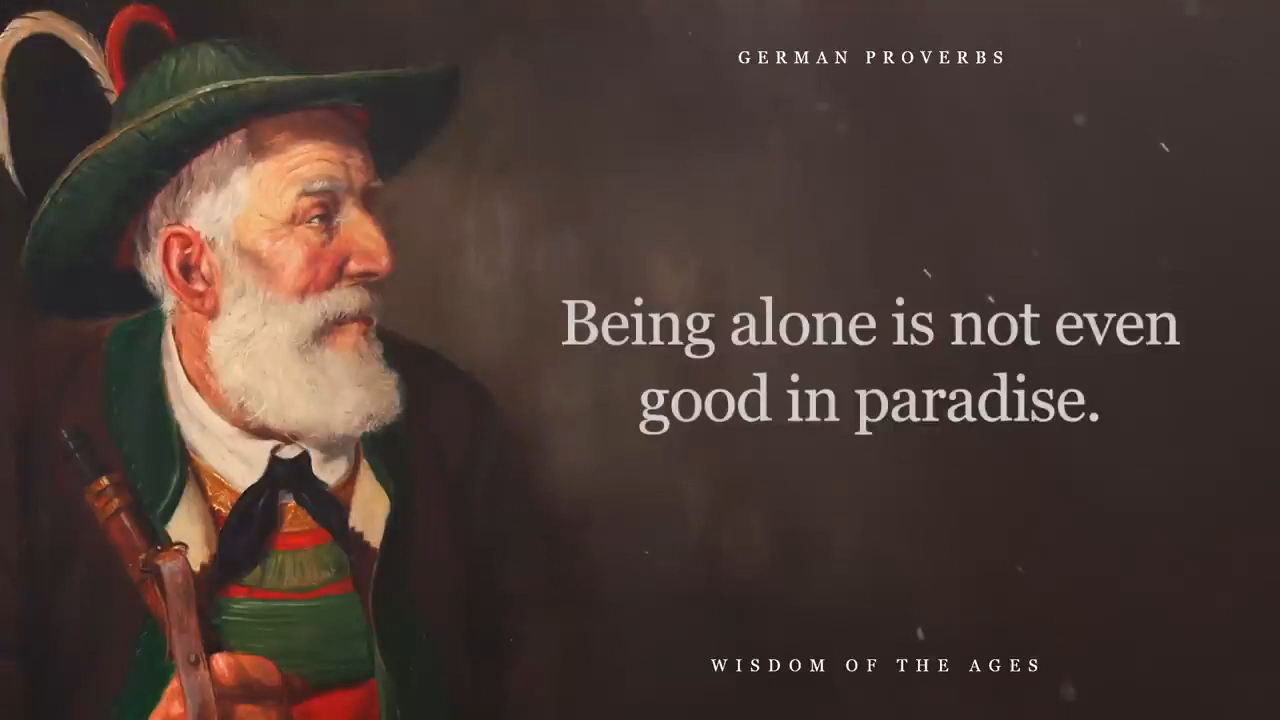 GERMAN PROVERBS
Being alone is not even
good in paradise.
WISDOM OF THE AGES